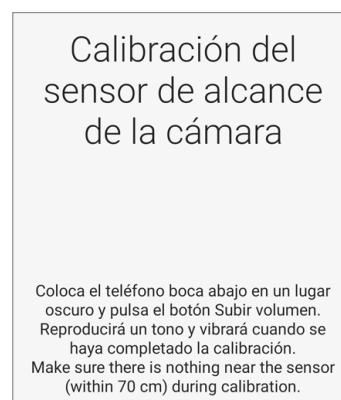 Calibración del
sensor de alcance
de la cámara
Coloca el teléfono boca abajo en un lugar
oscuro y pulsa el botón Subir volumen.
Reproducirá un tono y vibrará cuando se
haya completado la calibración.
Make sure there is nothing near the sensor
(within 70 cm) during calibration.